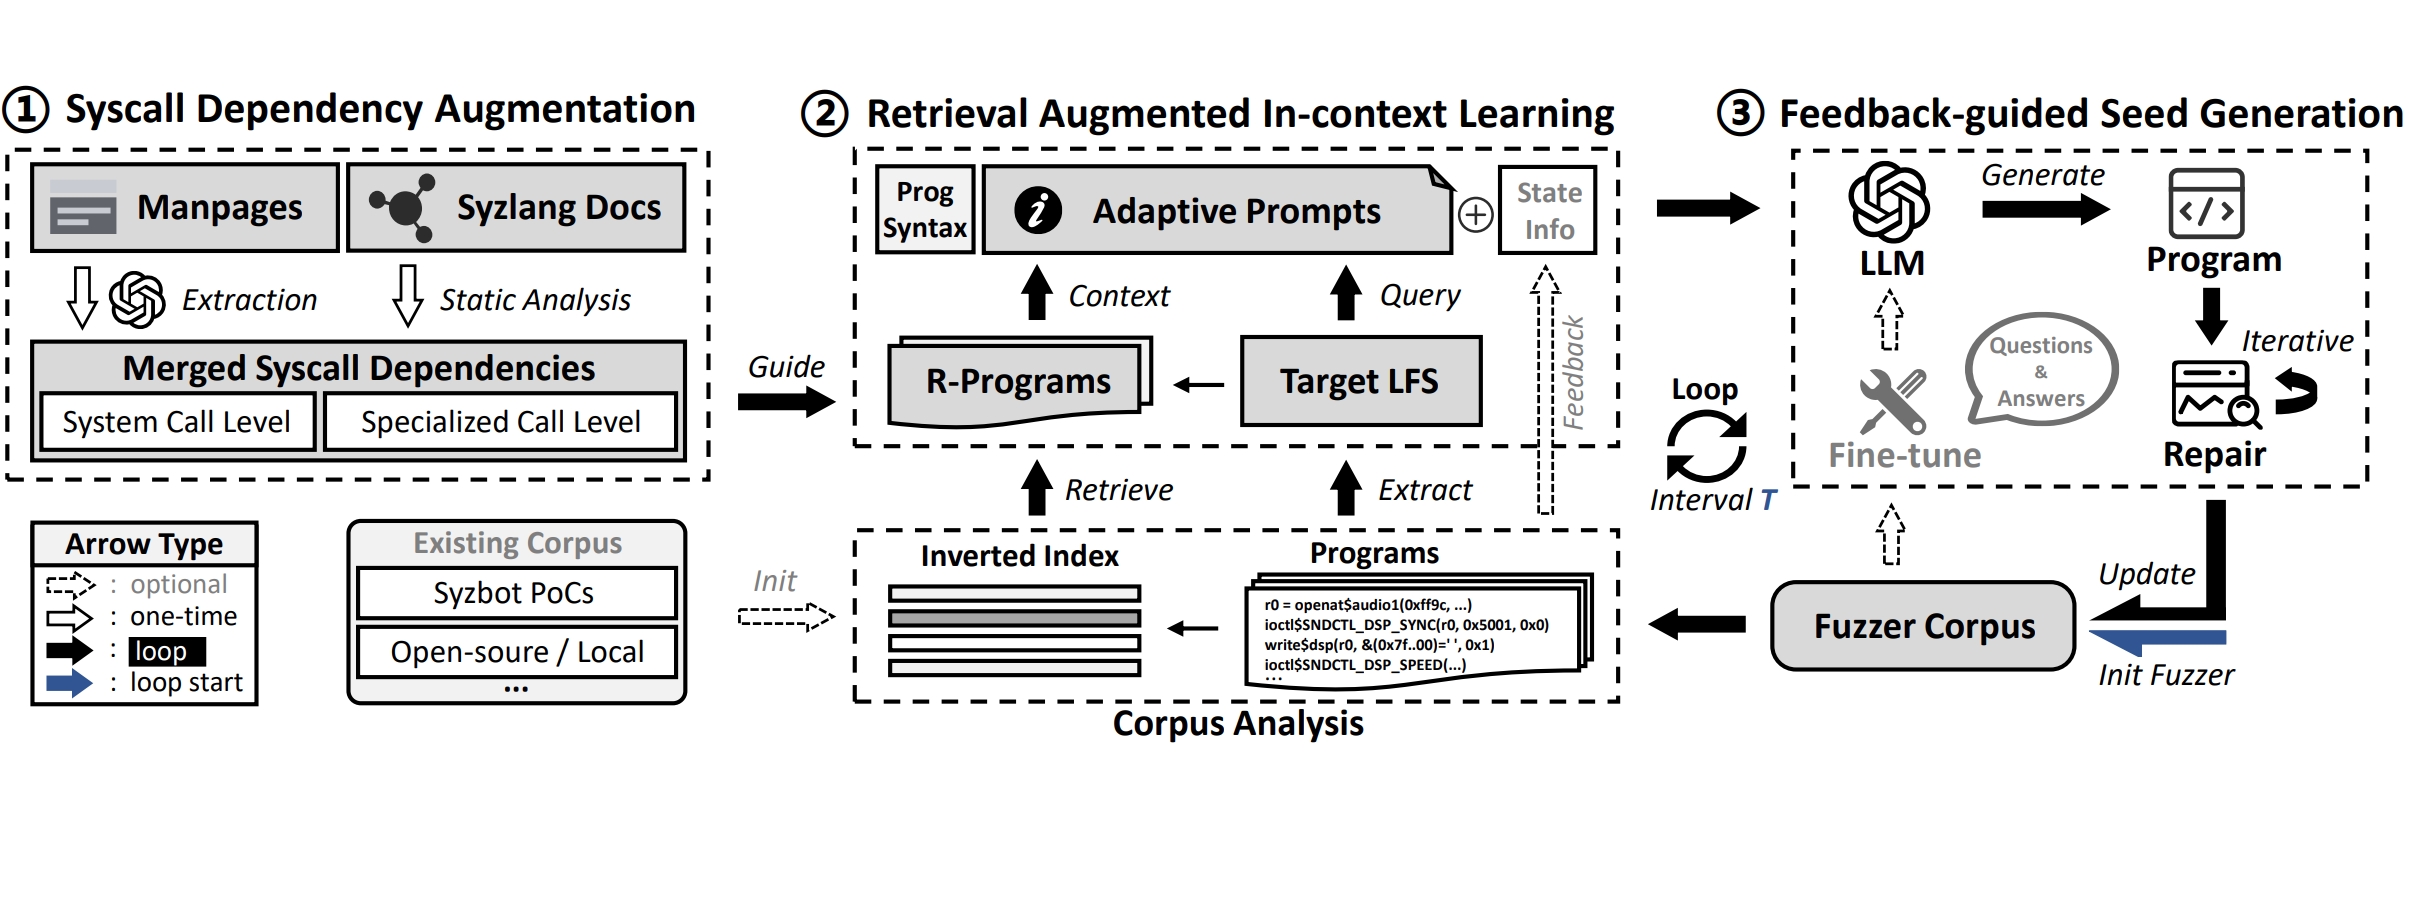 ① Syscall Dependency Augmentation
Manpages
Syzlang Docs
Extraction
Static Analysis
Merged Syscall Dependencies
System Call Level
Specialized Call Level
Arrow Type
: optional
: one-time
: loop
: loop start
Existing Corpus
Syzbot PoCs
Open-soure / Local
...
Guide
Init
② Retrieval Augmented In-context Learning
Prog
Syntax
Adaptive Prompts
State
Info
Context
Query
Feedback
R-Programs
Target LFS
Retrieve
Extract
Inverted Index
Programs
r0 = openat$audio1(0xff9c, ...)
ioctl$SNDCTL_DSP_SYNC(r0, 0x5001, 0x0)
write$dsp(r0, &(0x7f..00)=' ', 0x1)
ioctl$SNDCTL_DSP_SPEED(...)
...
Corpus Analysis
Loop
Interval T
③ Feedback-guided Seed Generation
Generate
LLM
Program
Iterative
Questions
&
Answers
Fine-tune
Repair
Update
Fuzzer Corpus
Init Fuzzer